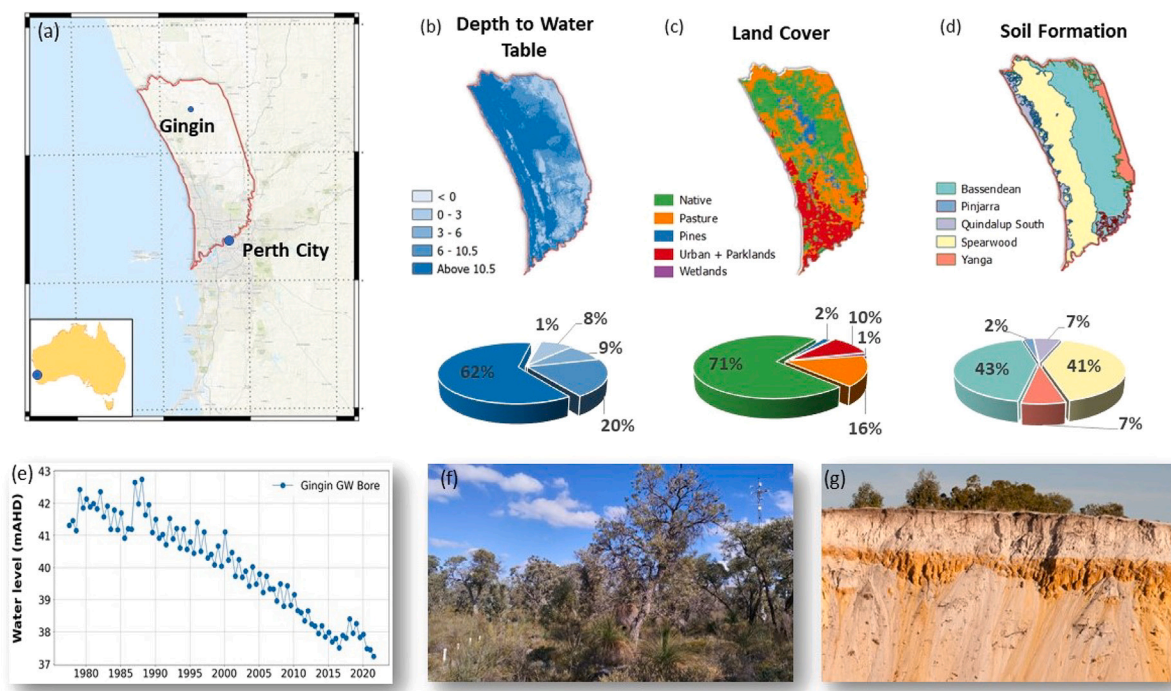 (a)
Gingin
Perth City
(b)
Depth to Water
Table
< 0
0 - 3
3 - 6
6 - 10.5
Above 10.5
1%
8%
9%
62%
20%
(c)
Land Cover
Native
Pasture
Pines
Urban + Parklands
Wetlands
2%
10%
1%
71%
16%
(d)
Soil Formation
Bassendean
Pinjarra
Quindalup South
Spearwood
Yanga
2%
7%
43%
41%
7%
(e)
Water level (mAHD)
43
42
41
40
39
38
37
Gingin GW Bore
1980
1985
1990
1995
2000
2005
2010
2015
2020
(f)
(g)